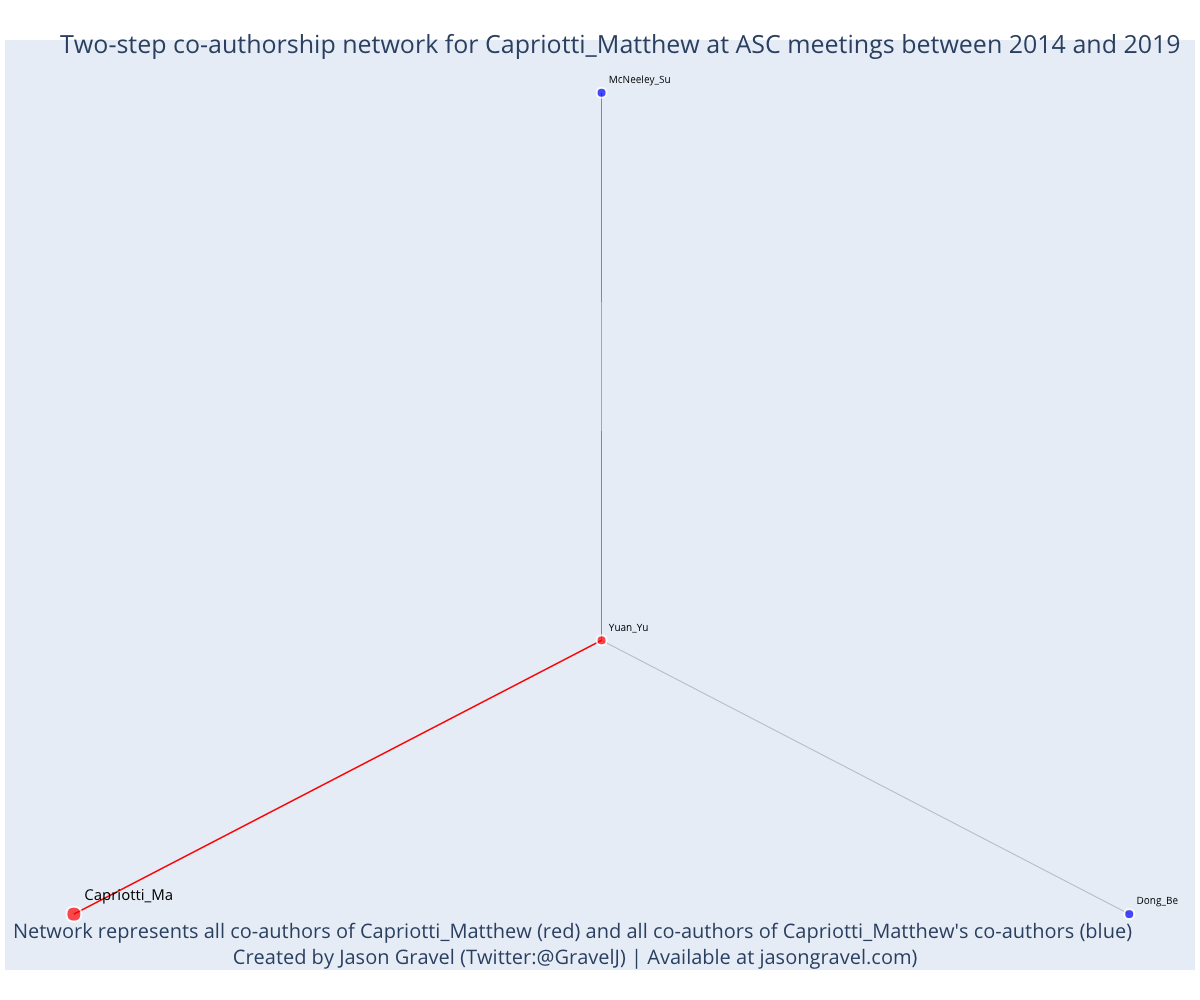 Two-step co-authorship network for Capriotti_Matthew at ASC meetings between 2014 and 2019
McNeeley_Su
Yuan_Yu
Capriotti_Ma
Dong_Be
Network represents all co-authors of Capriotti_Matthew (red) and all co-authors of Capriotti_Matthew's co-authors (blue)
Created by Jason Gravel (Twitter:@GravelJ) | Available at jasongravel.com)